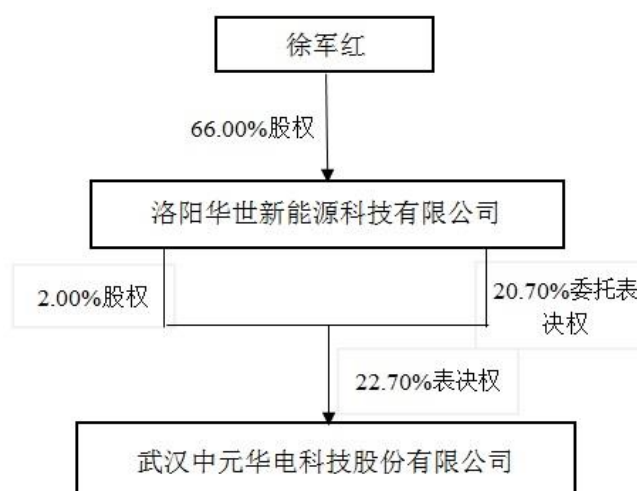 徐军红
66.00%股权
洛阳华世新能源科技有限公司
2.00%股权
20.70%委托表
决权
22.70%表决权
武汉中元华电科技股份有限公司